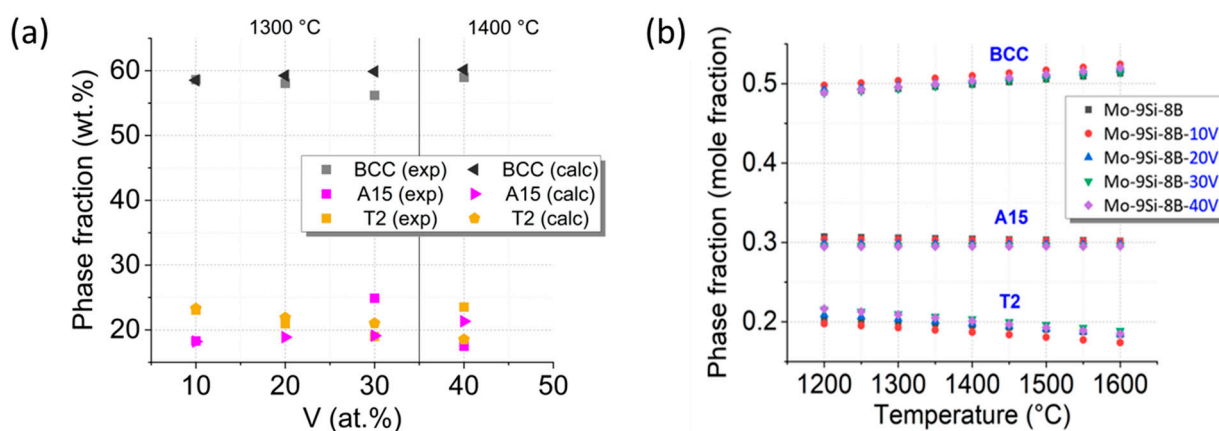 (a)
1300 °C
1400 °C
Phase fraction (wt.%)
60
50
40
30
20
BCC (exp)
BCC (calc)
A15 (exp)
A15 (calc)
T2 (exp)
T2 (calc)
10
20
30
40
50
V (at.%)
(b)
Phase fraction (mole fraction)
0.5
0.3
0.2
BCC
A15
T2
Mo-9Si-8B
Mo-9Si-8B-10V
Mo-9Si-8B-20V
Mo-9Si-8B-30V
Mo-9Si-8B-40V
1200
1300
1400
1500
1600
Temperature (°C)